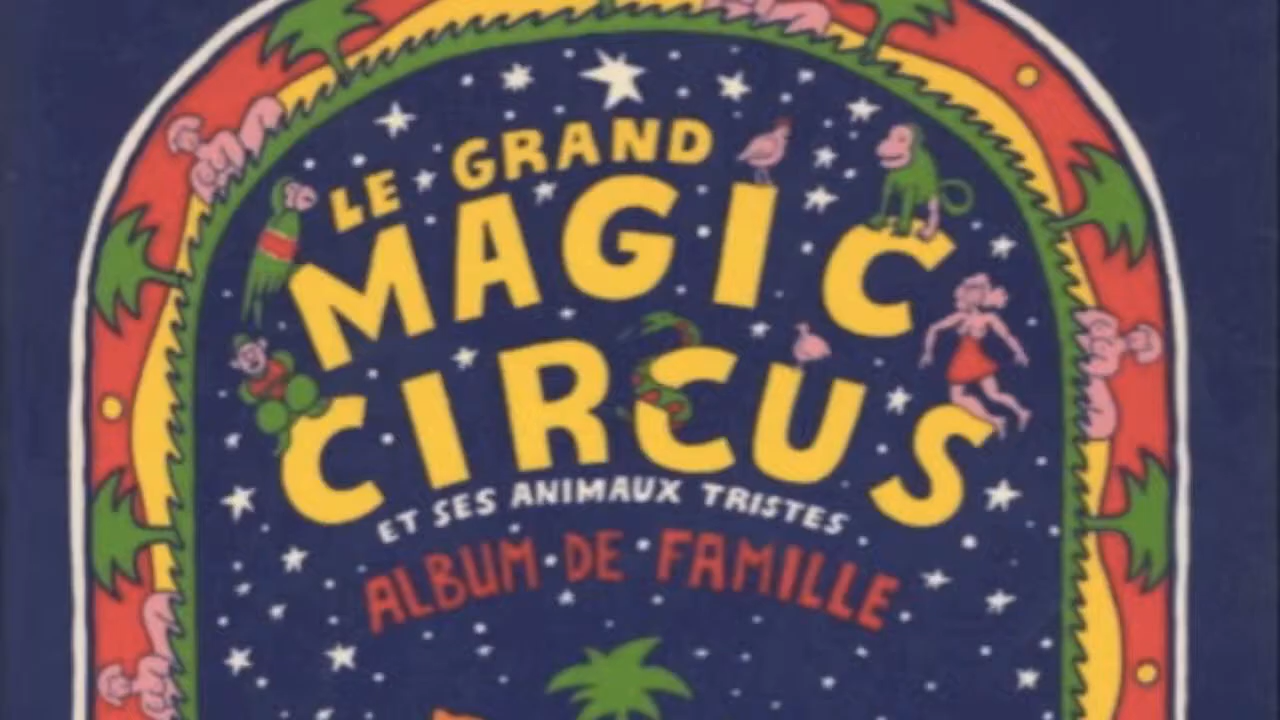 LE GRAND
MAGIC
CIRCUS
ET SES ANIMAUX TRISTES
ALBUM DE FAMILLE